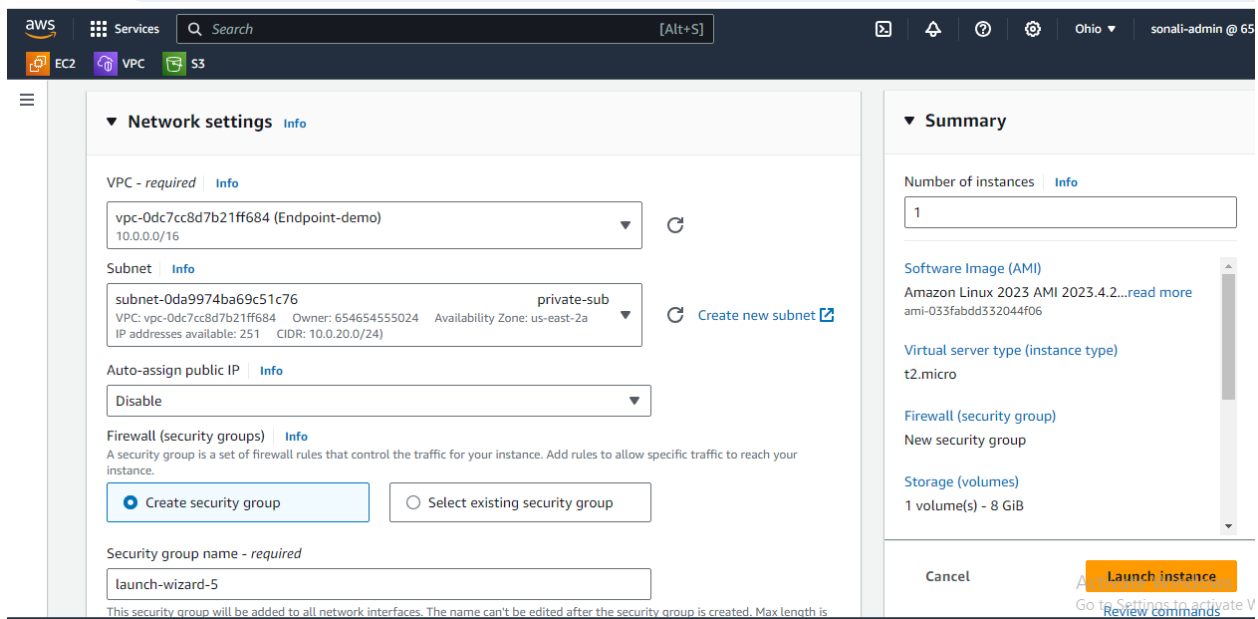 aws Services Search [Alt+S] Ohio ▼ sonali-admin @ 65
EC2 VPC S3
▼ Network settings Info
VPC - required Info
vpc-0dc7cc8d7b21ff684 (Endpoint-demo)
10.0.0.0/16
Subnet Info
subnet-0da9974ba69c51c76 private-sub
VPC: vpc-0dc7cc8d7b21ff684 Owner: 654654555024 Availability Zone: us-east-2a
IP addresses available: 251 CIDR: 10.0.20.0/24)
Create new subnet
Auto-assign public IP Info
Disable
Firewall (security groups) Info
A security group is a set of firewall rules that control the traffic for your instance. Add rules to allow specific traffic to reach your
instance.
Create security group Select existing security group
Security group name - required
launch-wizard-5
This security group will be added to all network interfaces. The name can't be edited after the security group is created. Max length is
▼ Summary
Number of instances Info
1
Software Image (AMI)
Amazon Linux 2023 AMI 2023.4.2...read more
ami-033fabdd332044f06
Virtual server type (instance type)
t2.micro
Firewall (security group)
New security group
Storage (volumes)
1 volume(s) - 8 GiB
Cancel Launch instance
Review commands
Go to Settings to activate W